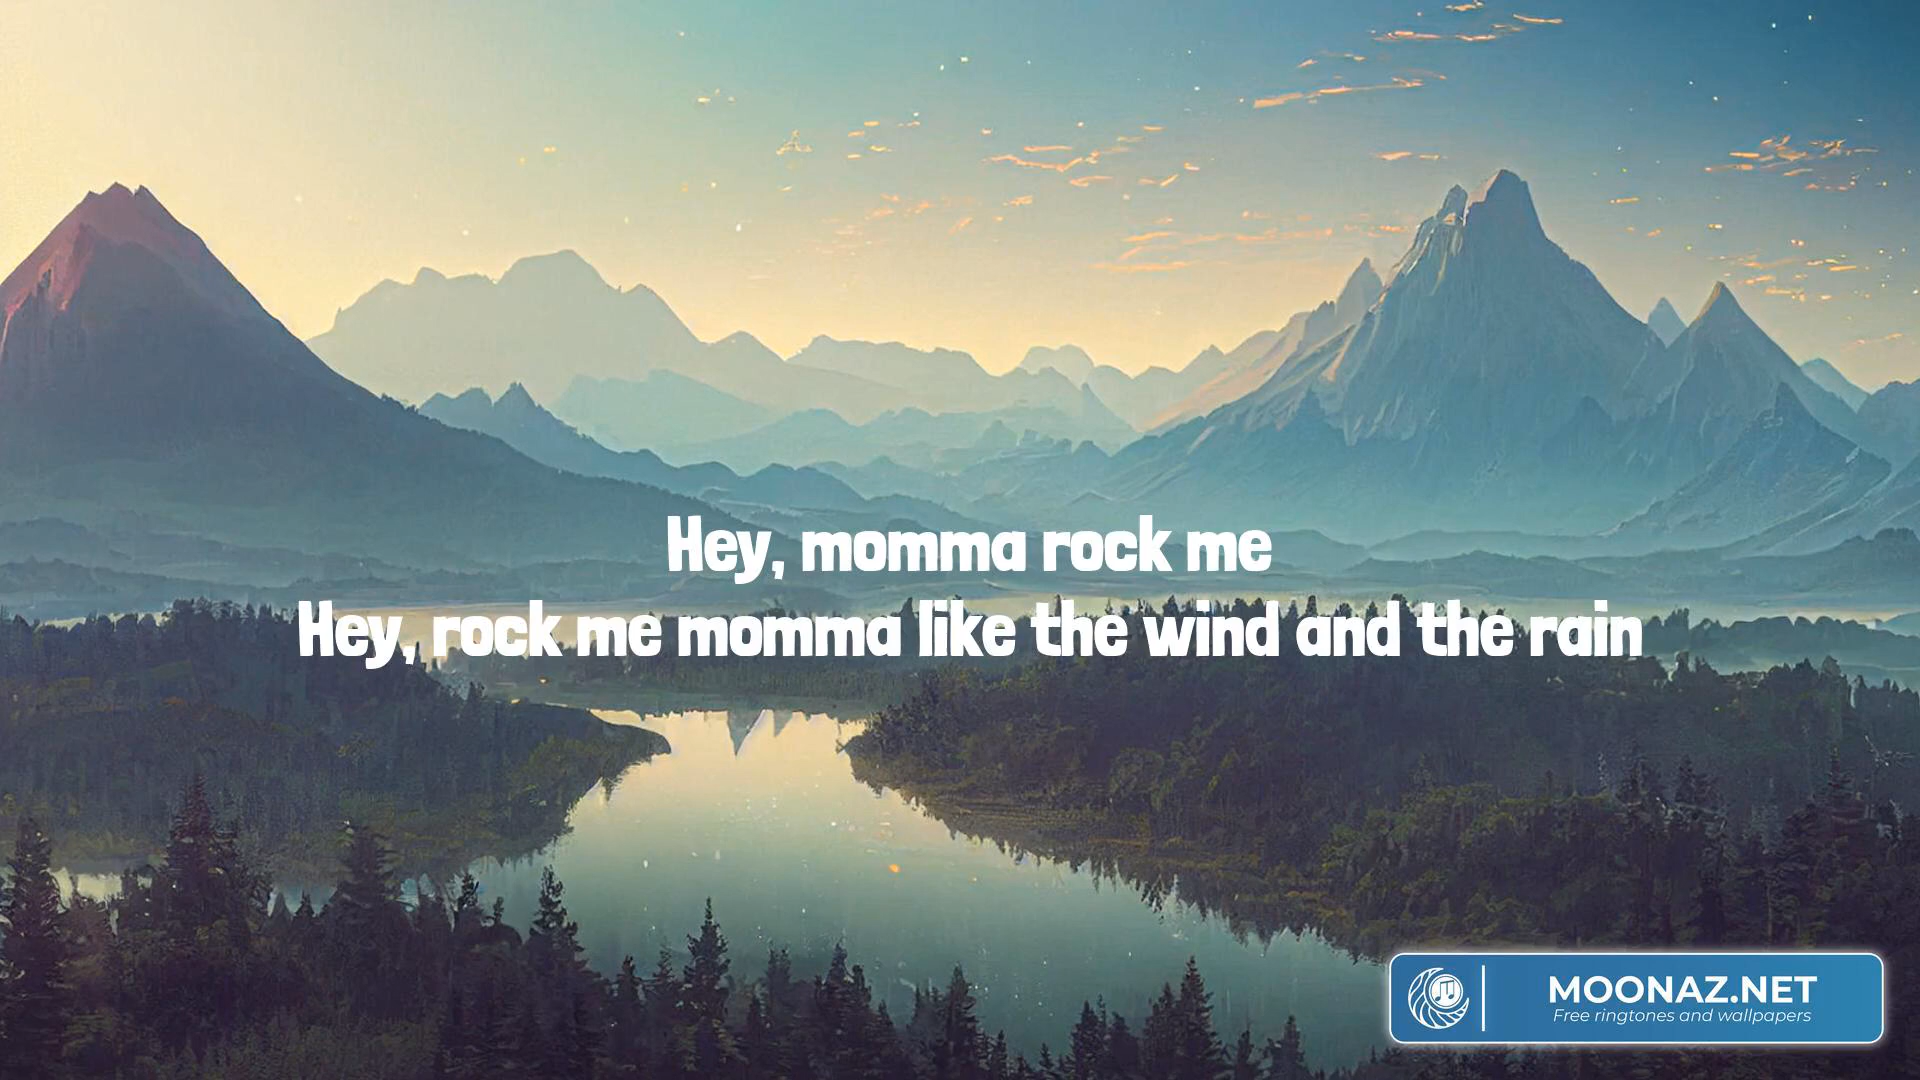 Hey, momma rock me
Hey, rock me momma like the wind and the rain
MOONAZ.NET
Free ringtones and wallpapers